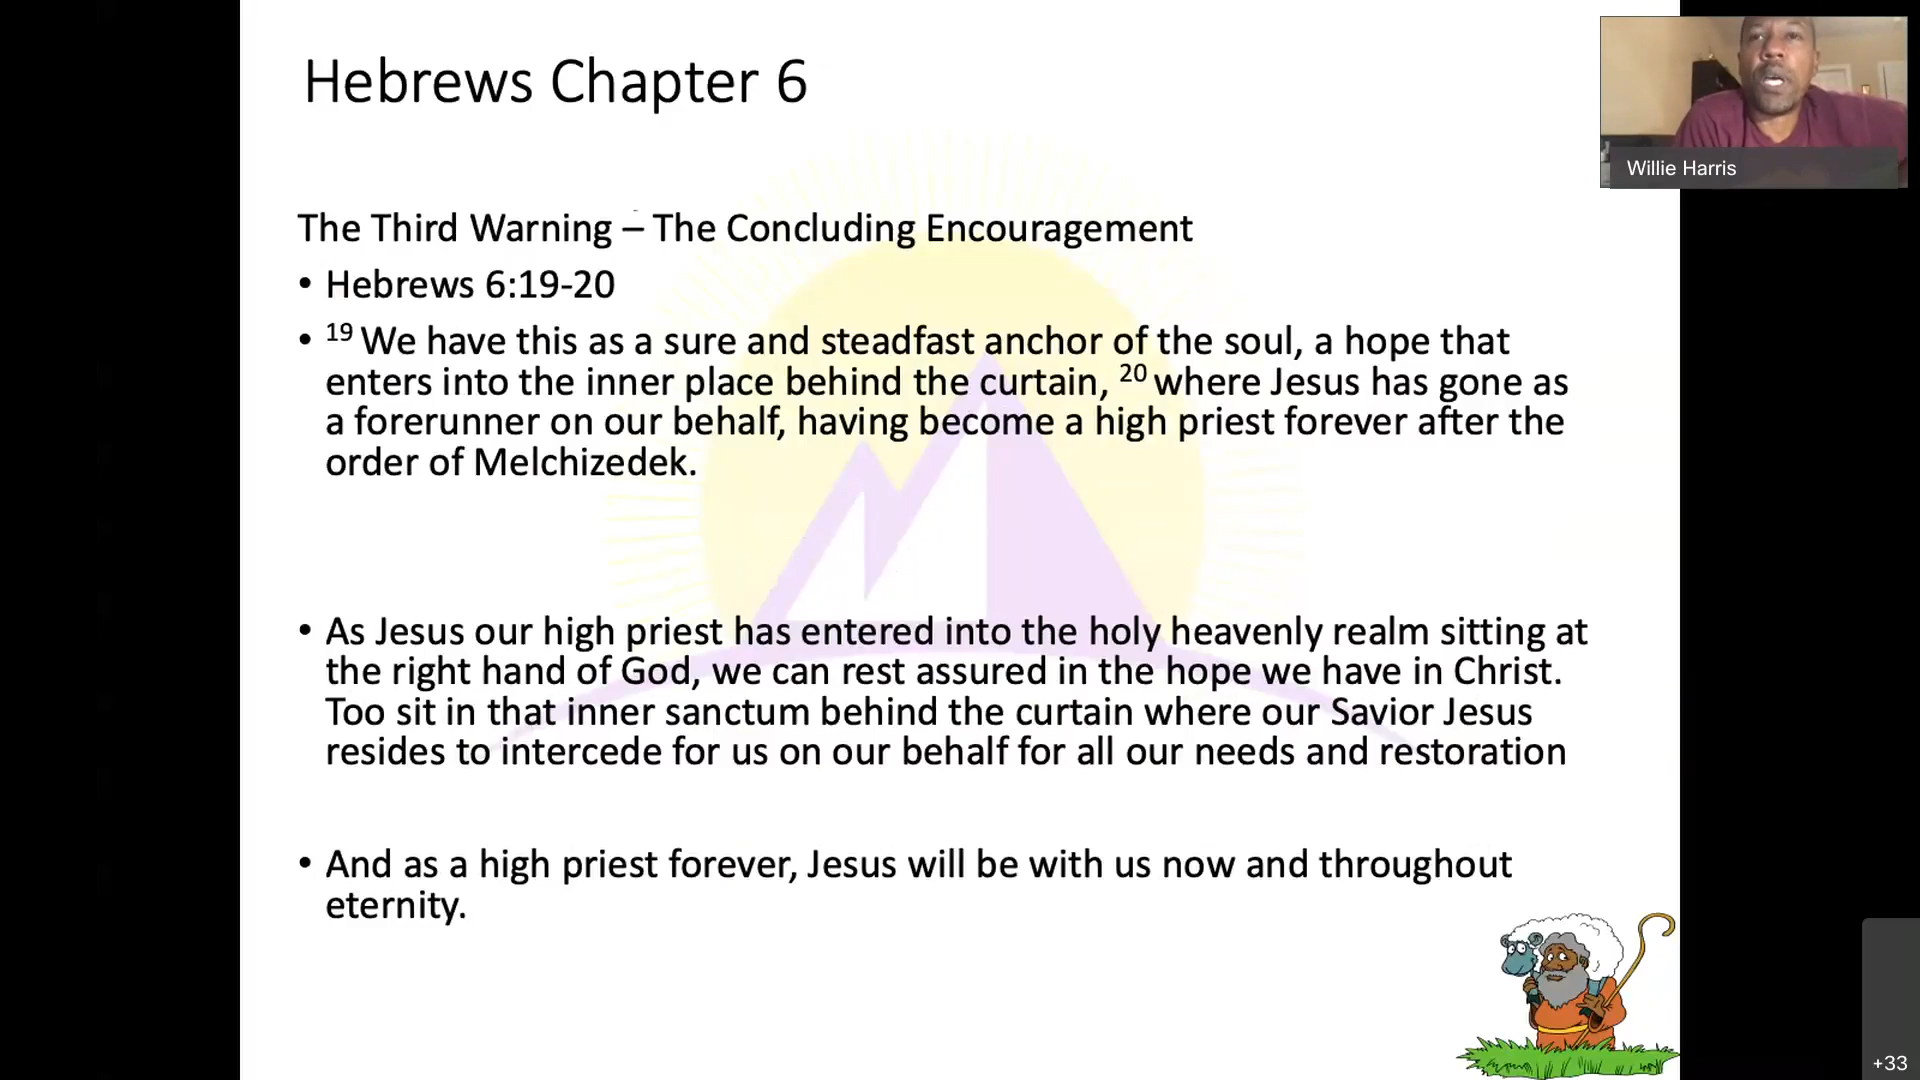 Hebrews Chapter 6
Willie Harris
The Third Warning – The Concluding Encouragement
• Hebrews 6:19-20
• 19 We have this as a sure and steadfast anchor of the soul, a hope that
enters into the inner place behind the curtain, 20 where Jesus has gone as
a forerunner on our behalf, having become a high priest forever after the
order of Melchizedek.
• As Jesus our high priest has entered into the holy heavenly realm sitting at
the right hand of God, we can rest assured in the hope we have in Christ.
Too sit in that inner sanctum behind the curtain where our Savior Jesus
resides to intercede for us on our behalf for all our needs and restoration
• And as a high priest forever, Jesus will be with us now and throughout
eternity.
+33